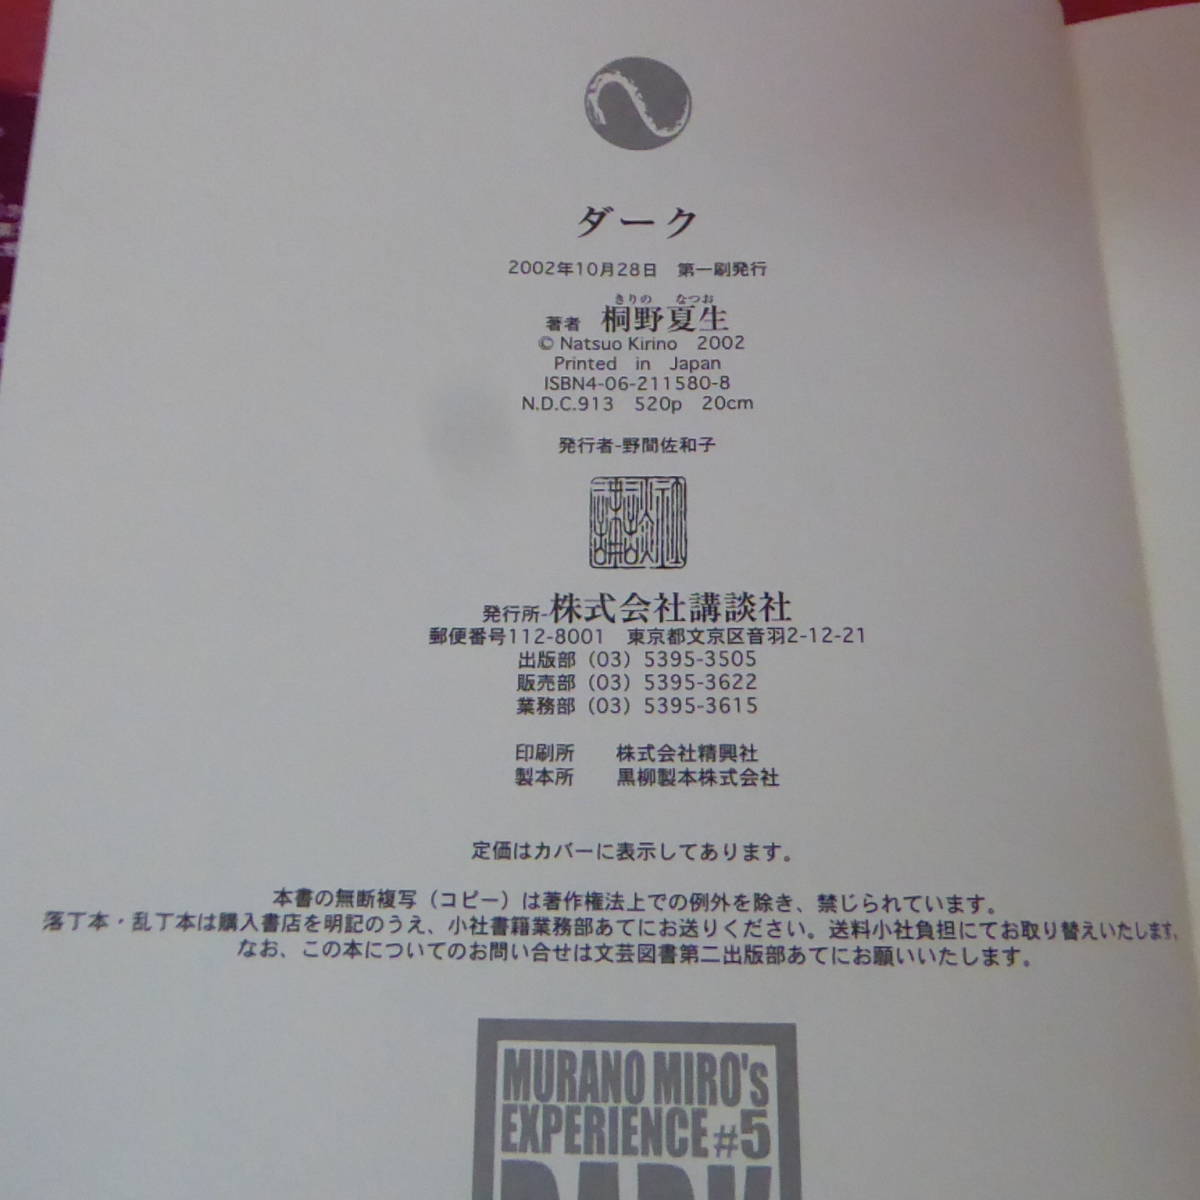 ダーク
2002年10月28日　第一刷発行
きりの　なつお
著者　桐野夏生
© Natsuo Kirino　2002
Printed　in　Japan
ISBN4-06-211580-8
N.D.C.913　520p　20cm
発行者-野間佐和子
講談社
発行所-株式会社講談社
郵便番号112-8001　東京都文京区音羽2-12-21
出版部（03）5395-3505
販売部（03）5395-3622
業務部（03）5395-3615
印刷所　　株式会社精興社
製本所　　黒柳製本株式会社
定価はカバーに表示してあります。
本書の無断複写（コピー）は著作権法上での例外を除き、禁じられています。
落丁本・乱丁本は購入書店を明記のうえ、小社書籍業務部あてにお送りください。送料小社負担にてお取り替えいたします。
なお、この本についてのお問い合せは文芸図書第二出版部あてにお願いいたします。
MURANO MIRO's
EXPERIENCE #5
DARK